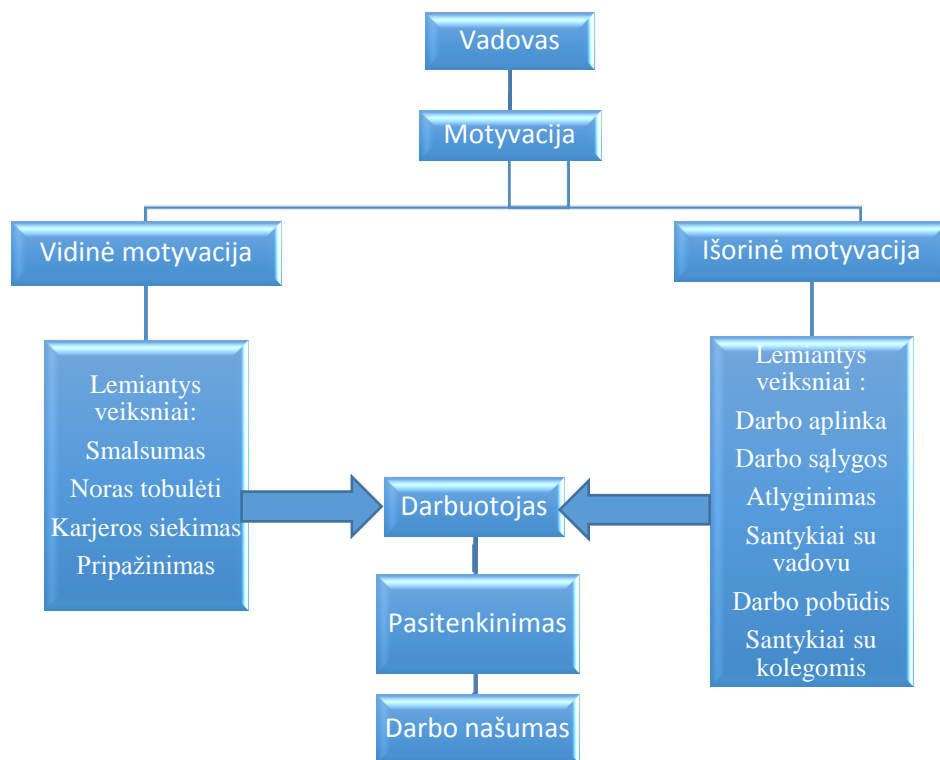 Vadovas
Motyvacija
Vidinė motyvacija
Išorinė motyvacija
Lemiantys
veiksniai:
Smalsumas
Noras tobulėti
Karjeros siekimas
Pripažinimas
Lemiantys
veiksniai :
Darbo aplinka
Darbo sąlygos
Atlyginimas
Santykiai su
vadovu
Darbo pobūdis
Santykiai su
kolegomis
Darbuotojas
Pasitenkinimas
Darbo našumas